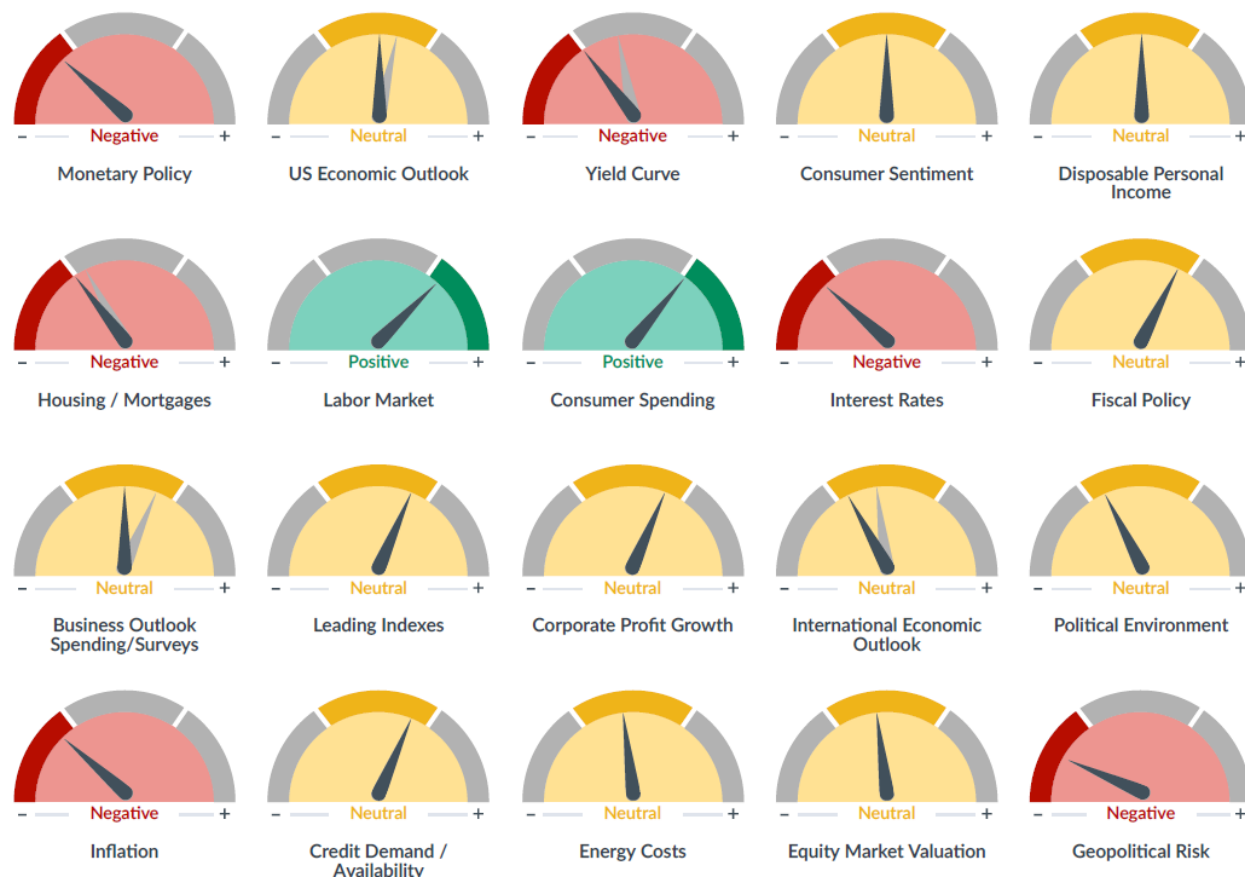 – Negative +
– Neutral +
– Negative +
– Neutral +
– Neutral +
Monetary Policy
US Economic Outlook
Yield Curve
Consumer Sentiment
Disposable Personal
Income
– Negative +
– Positive +
– Positive +
– Negative +
– Neutral +
Housing / Mortgages
Labor Market
Consumer Spending
Interest Rates
Fiscal Policy
– Neutral +
– Neutral +
– Neutral +
– Neutral +
– Neutral +
Business Outlook
Spending/Surveys
Leading Indexes
Corporate Profit Growth
International Economic
Outlook
Political Environment
– Negative +
– Neutral +
– Neutral +
– Neutral +
– Negative +
Inflation
Credit Demand /
Availability
Energy Costs
Equity Market Valuation
Geopolitical Risk